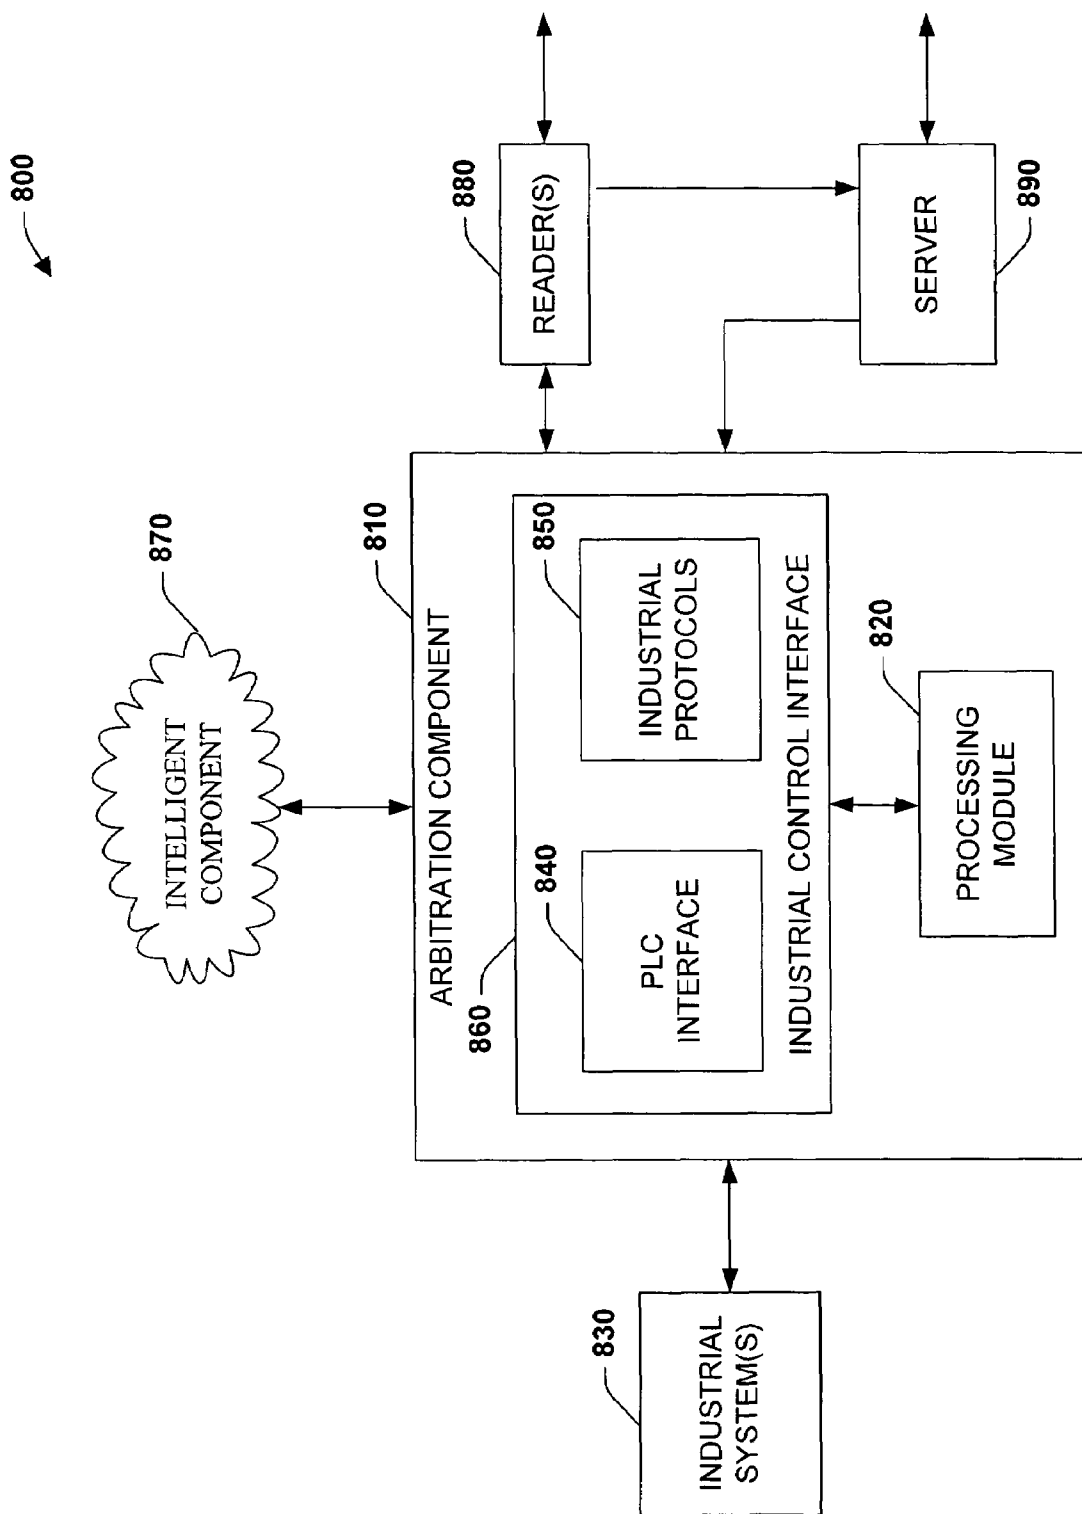 800
870
INTELLIGENT
COMPONENT
810
ARBITRATION COMPONENT
860
840
PLC
INTERFACE
850
INDUSTRIAL
PROTOCOLS
INDUSTRIAL CONTROL INTERFACE
820
PROCESSING
MODULE
830
INDUSTRIAL
SYSTEM(S)
880
READER(S)
SERVER
890